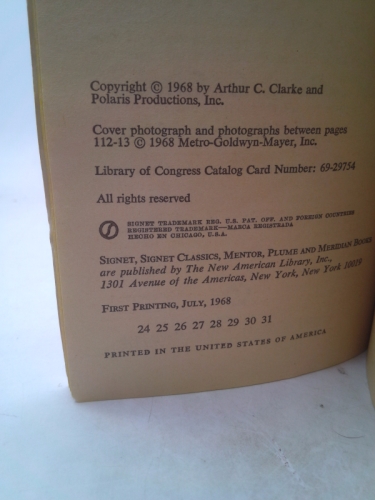 Copyright © 1968 by Arthur C. Clarke and
Polaris Productions, Inc.
Cover photograph and photographs between pages
112-13 © 1968 Metro-Goldwyn-Mayer, Inc.
Library of Congress Catalog Card Number: 69-29754
All rights reserved
SIGNET TRADEMARK REG. U.S. PAT. OFF. AND FOREIGN COUNTRIES
REGISTERED TRADEMARK—MARCA REGISTRADA
HECHO EN CHICAGO, U.S.A.
SIGNET, SIGNET CLASSICS, MENTOR, PLUME AND MERIDIAN BOOKS
are published by The New American Library, Inc.,
1301 Avenue of the Americas, New York, New York 10019
FIRST PRINTING, JULY, 1968
24 25 26 27 28 29 30 31
PRINTED IN THE UNITED STATES OF AMERICA